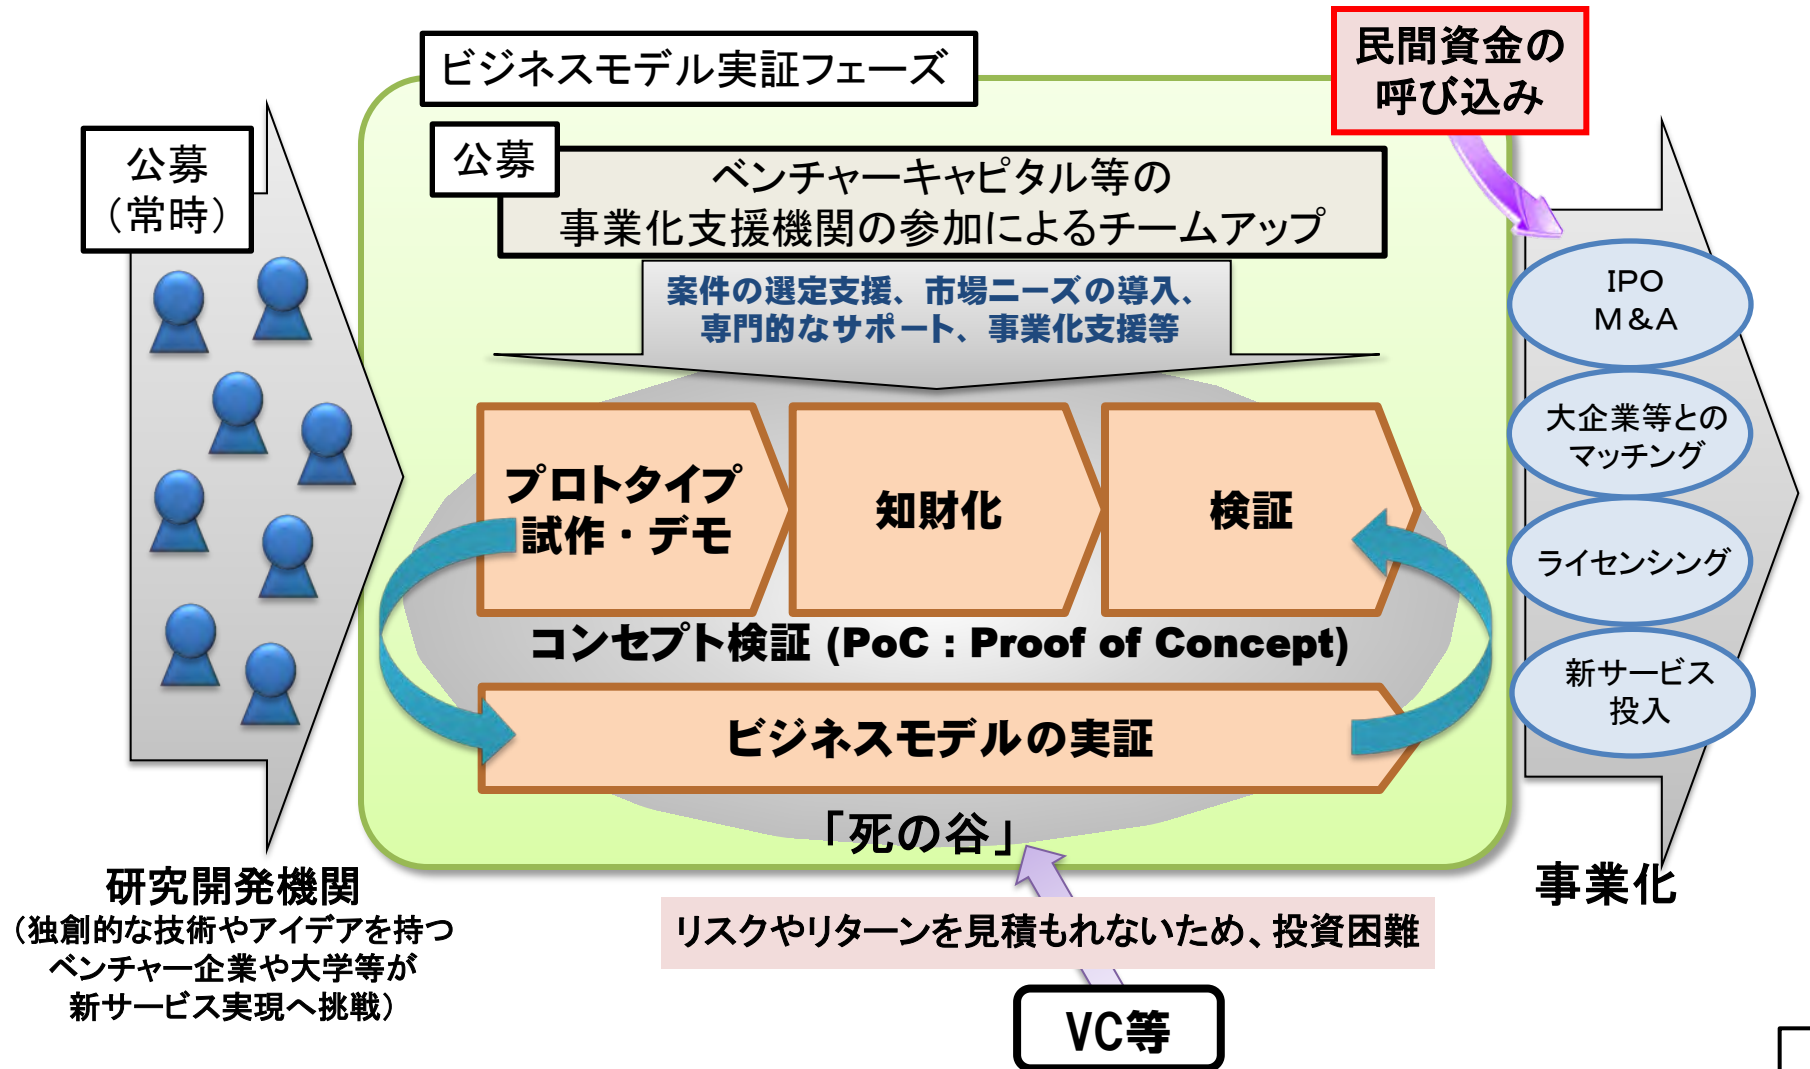 民間資金の
呼び込み
ビジネスモデル実証フェーズ
公募
(常時)
公募
ベンチャーキャピタル等の
事業化支援機関の参加によるチームアップ
案件の選定支援、市場ニーズの導入、
専門的なサポート、事業化支援等
IPO
M&A
大企業等との
マッチング
ライセンシング
新サービス
投入
プロトタイプ
試作・デモ
知財化
検証
コンセプト検証 (PoC : Proof of Concept)
ビジネスモデルの実証
「死の谷」
研究開発機関
(独創的な技術やアイデアを持つ
ベンチャー企業や大学等が
新サービス実現へ挑戦)
事業化
リスクやリターンを見積もれないため、投資困難
VC等